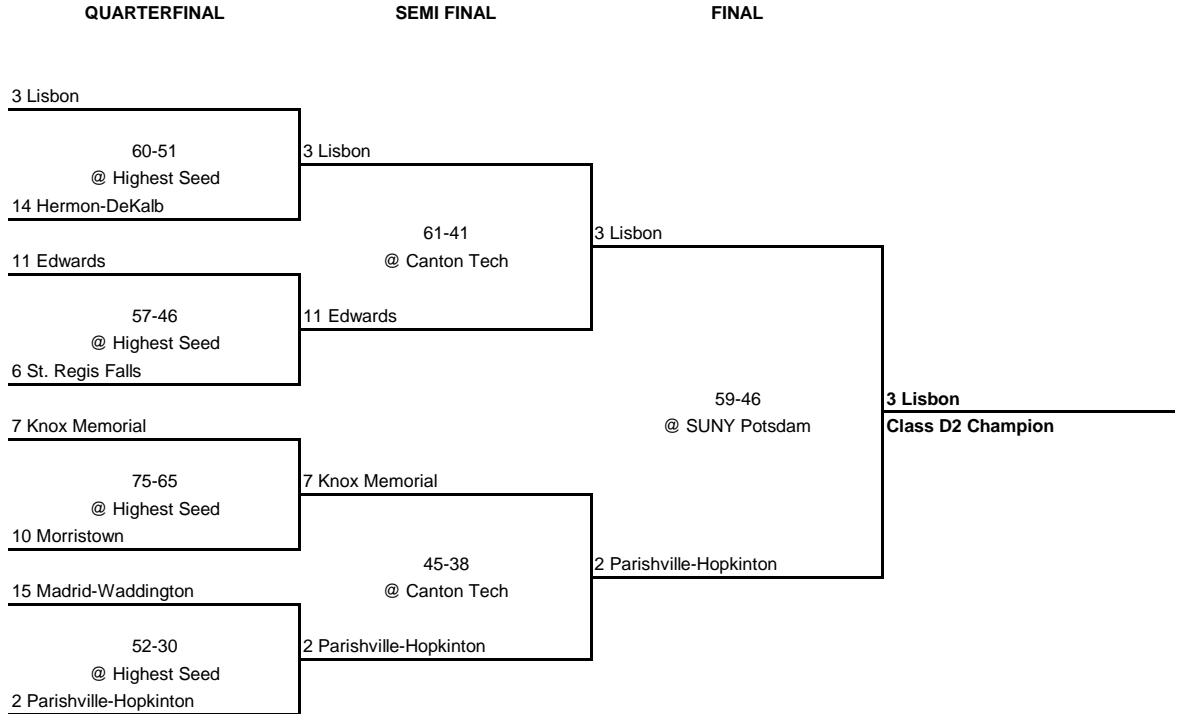 QUARTERFINAL SEMI FINAL FINAL
3 Lisbon
60-51 3 Lisbon
@ Highest Seed
14 Hermon-DeKalb
61-41 3 Lisbon
11 Edwards @ Canton Tech
57-46 11 Edwards
@ Highest Seed
6 St. Regis Falls
59-46 3 Lisbon
7 Knox Memorial @ SUNY Potsdam Class D2 Champion
75-65 7 Knox Memorial
@ Highest Seed
10 Morristown
45-38 2 Parishville-Hopkinton
15 Madrid-Waddington @ Canton Tech
52-30 2 Parishville-Hopkinton
@ Highest Seed
2 Parishville-Hopkinton